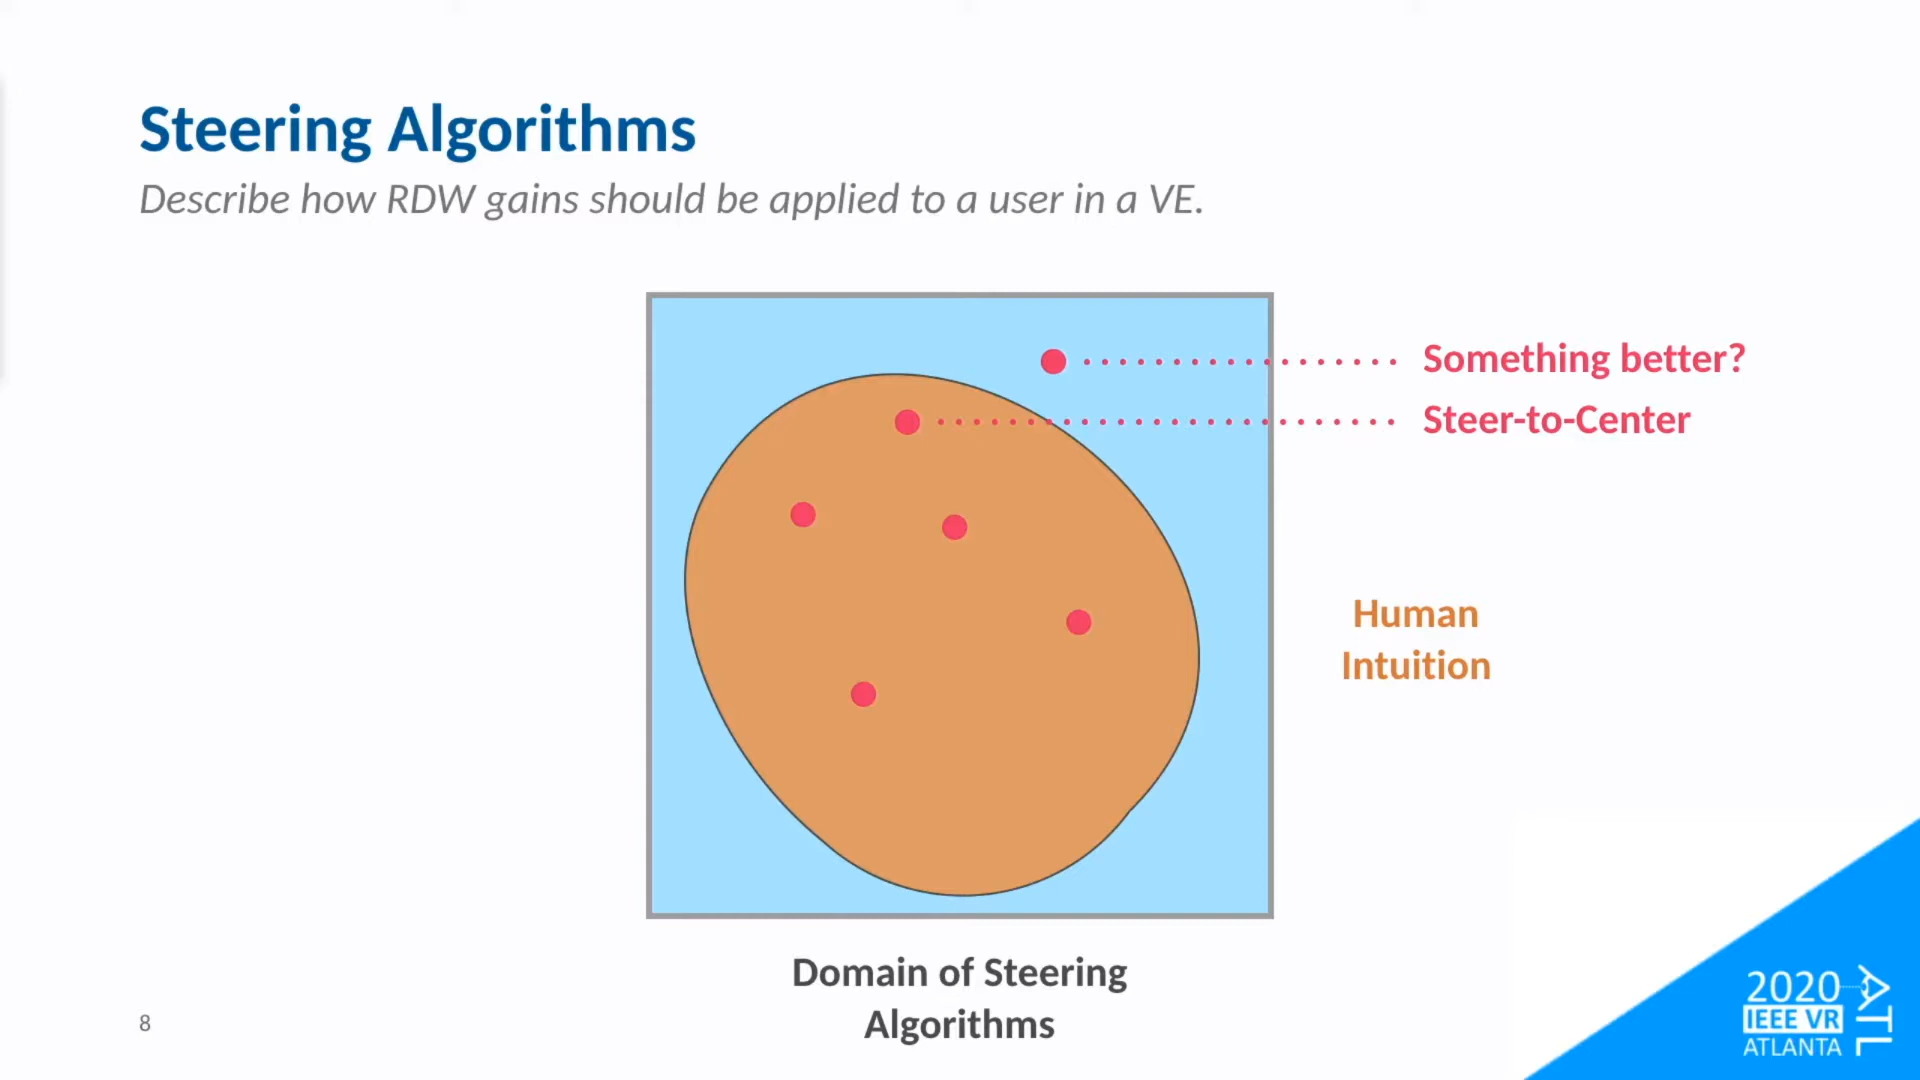 Steering Algorithms
Describe how RDW gains should be applied to a user in a VE.
Something better?
Steer-to-Center
Human
Intuition
Domain of Steering
Algorithms
8
2020
IEEE VR
ATLANTA
ATL